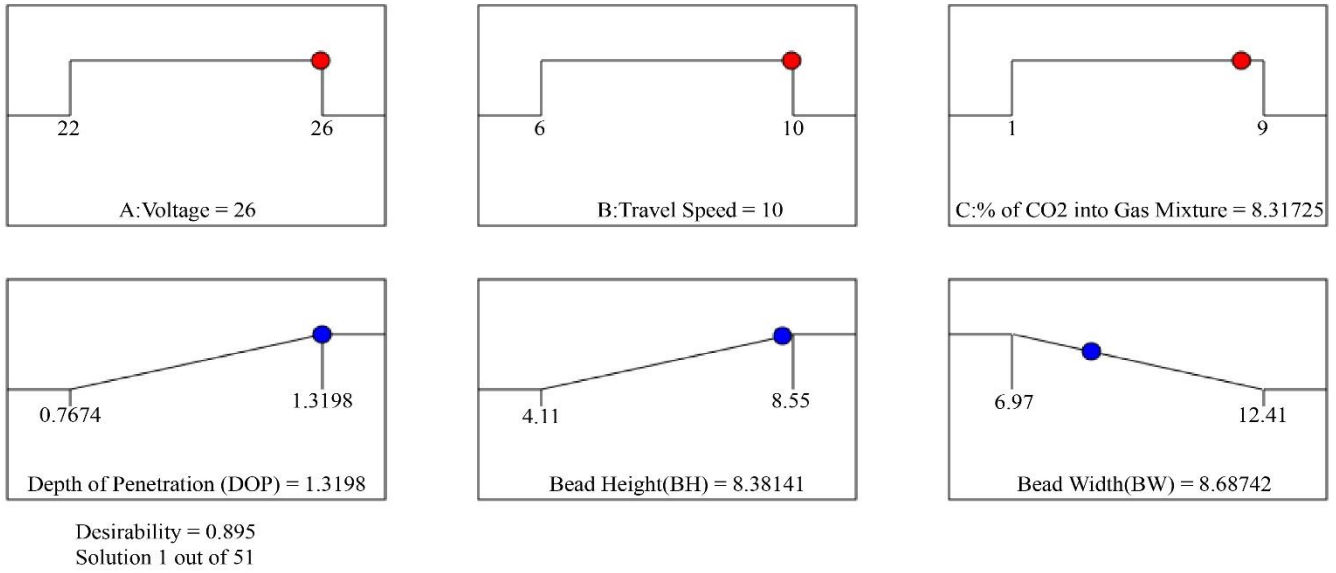 22
26
A:Voltage = 26
6
10
B:Travel Speed = 10
1
9
C:% of CO2 into Gas Mixture = 8.31725
0.7674
1.3198
Depth of Penetration (DOP) = 1.3198
4.11
8.55
Bead Height(BH) = 8.38141
6.97
12.41
Bead Width(BW) = 8.68742
Desirability = 0.895
Solution 1 out of 51